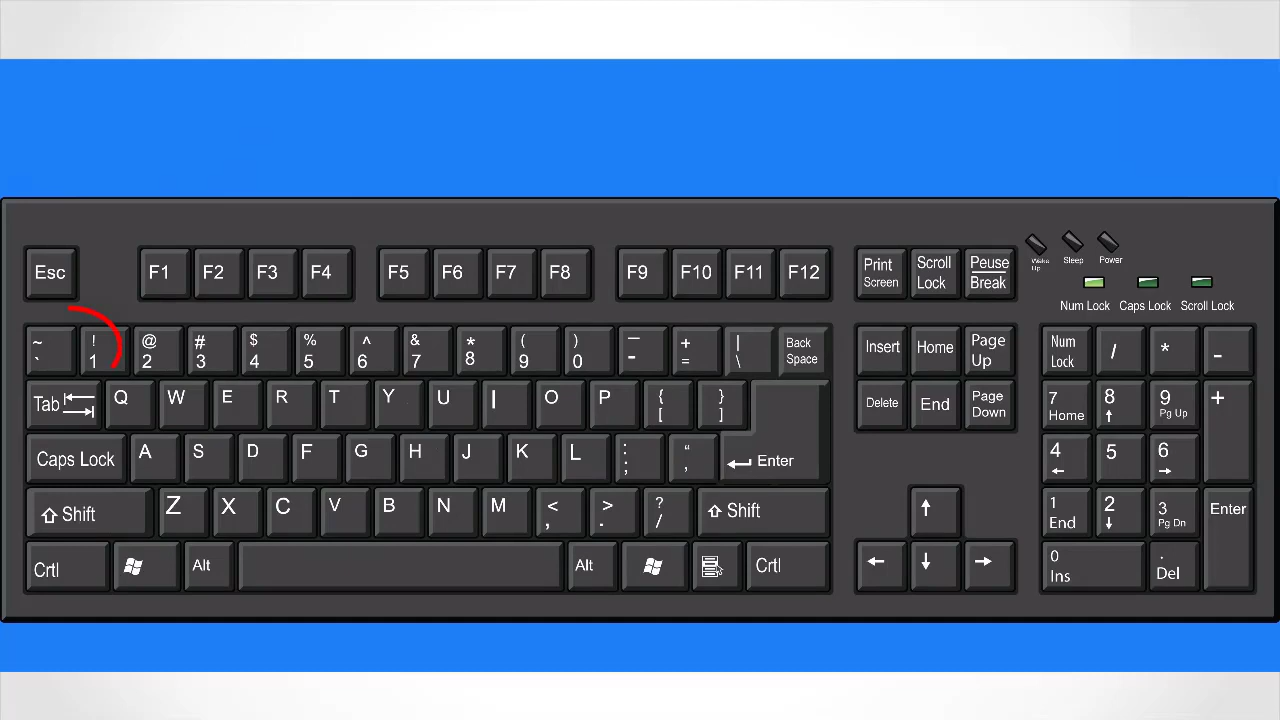 Esc F1 F2 F3 F4 F5 F6 F7 F8 F9 F10 F11 F12
Print Screen
Scroll Lock
Peuse Break
Wake Up
Sleep
Power
Num Lock Caps Lock Scroll Lock
~ ! @ # $ % ^ & * ( ) — + |
` 1 2 3 4 5 6 7 8 9 0 - = \
Back Space
Insert Home Page Up
Num Lock / * -
Tab Q W E R T Y U I O P { [ } ]
Delete End Page Down
7 Home 8 ↑ 9 Pg Up +
Caps Lock A S D F G H J K L : ; “ , Enter
4 ← 5 6 →
Shift Z X C V B N M < , > . ? / Shift
↑
1 End 2 ↓ 3 Pg Dn Enter
Crtl Alt Alt Crtl
← ↓ →
0 Ins . Del